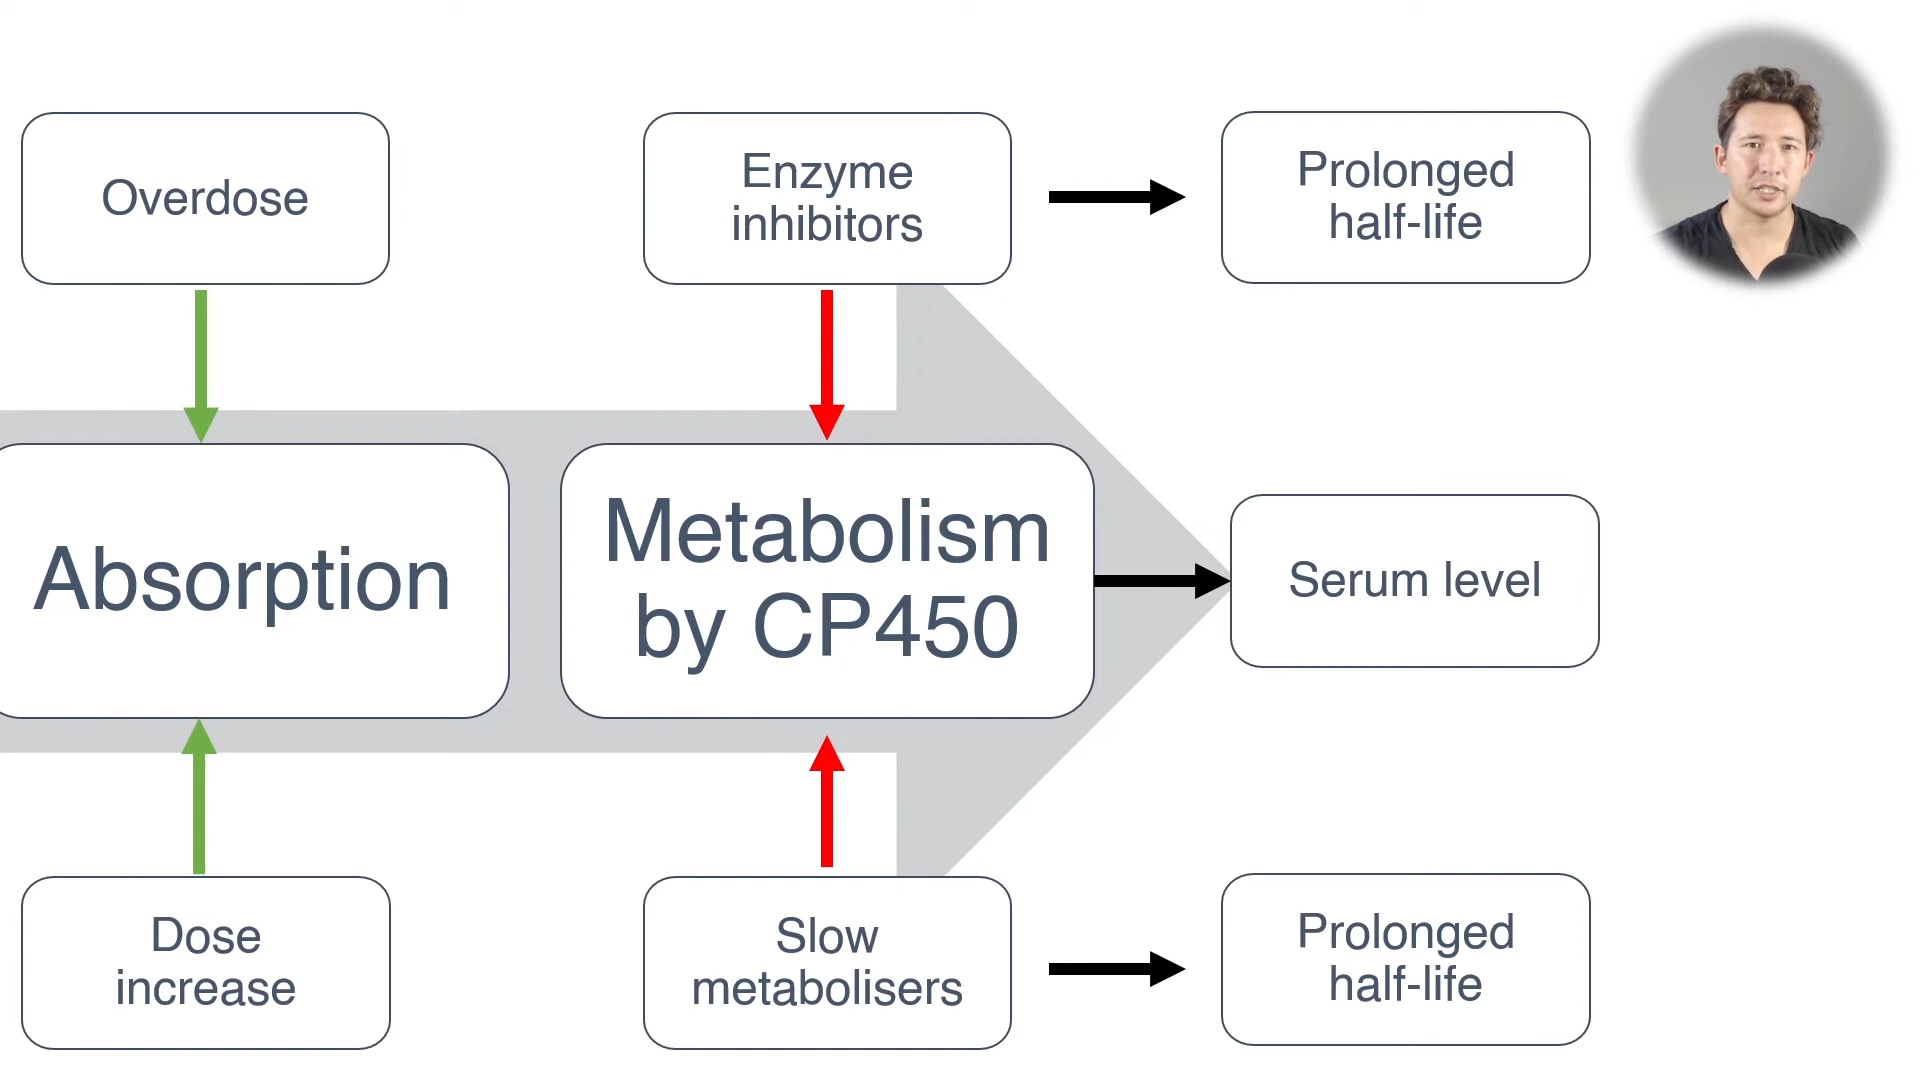 Overdose
Enzyme
inhibitors
Prolonged
half-life
Absorption
Metabolism
by CP450
Serum level
Dose
increase
Slow
metabolisers
Prolonged
half-life